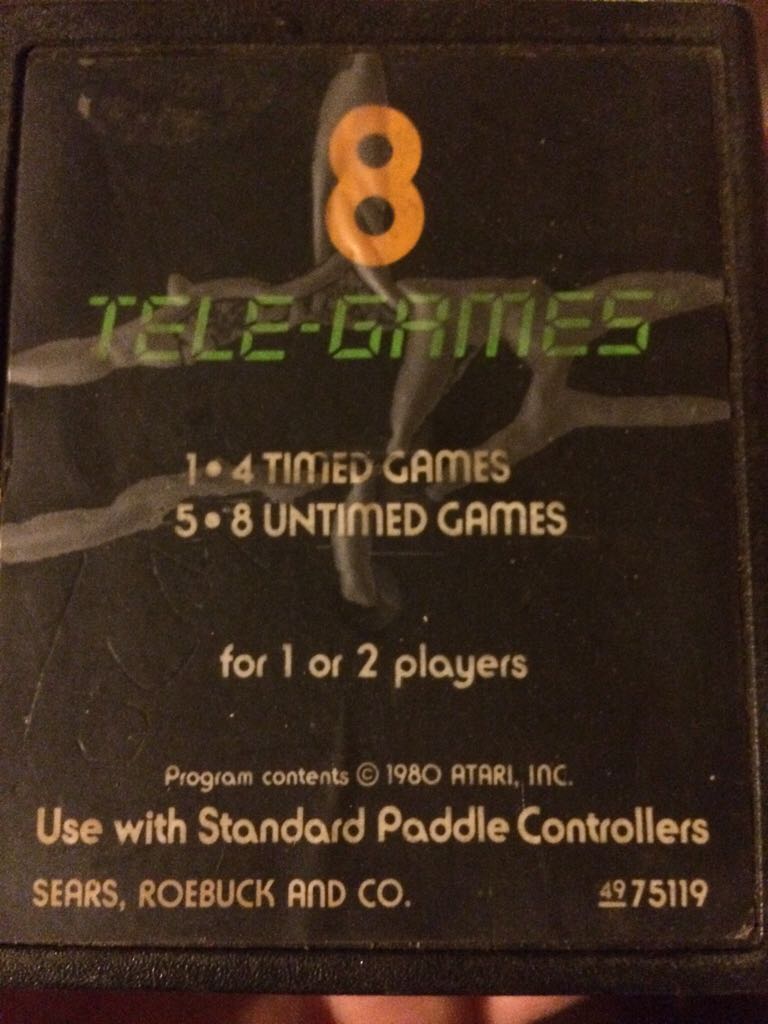 8
TELE-GAMES®
1•4 TIMED GAMES
5•8 UNTIMED GAMES
for 1 or 2 players
Program contents © 1980 ATARI, INC.
Use with Standard Paddle Controllers
SEARS, ROEBUCK AND CO. 49 75119